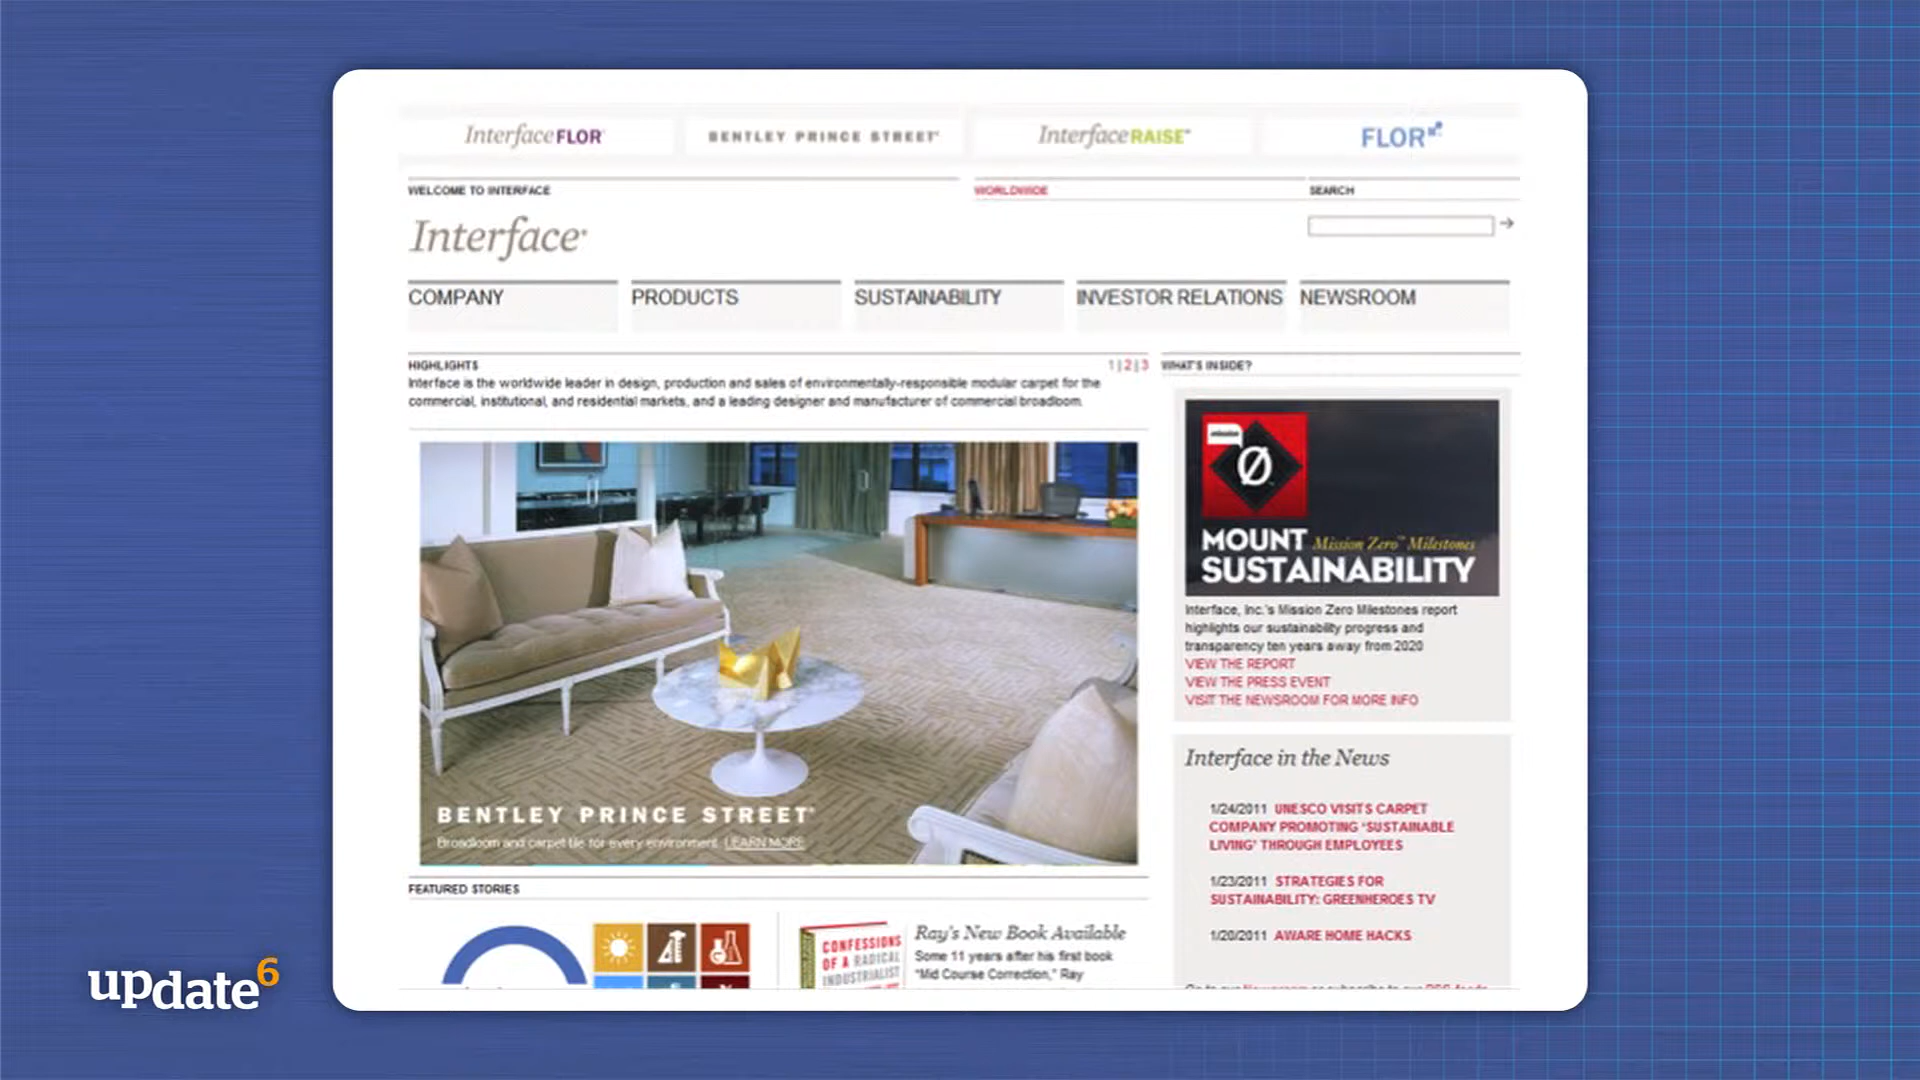 InterfaceFLOR
BENTLEY PRINCE STREET
InterfaceRAISE™
FLOR
WELCOME TO INTERFACE
WORLDWIDE
SEARCH
Interface
COMPANY
PRODUCTS
SUSTAINABILITY
INVESTOR RELATIONS
NEWSROOM
HIGHLIGHTS
1|2|3
Interface is the worldwide leader in design, production and sales of environmentally-responsible modular carpet for the
commercial, institutional, and residential markets, and a leading designer and manufacturer of commercial broadloom.
BENTLEY PRINCE STREET
Broadloom and carpet tile for every environment. LEARN MORE
WHAT'S INSIDE?
mission
Ø
MOUNT Mission Zero™ Milestones
SUSTAINABILITY
Interface, Inc.'s Mission Zero Milestones report
highlights our sustainability progress and
transparency ten years away from 2020
VIEW THE REPORT
VIEW THE PRESS EVENT
VISIT THE NEWSROOM FOR MORE INFO
Interface in the News
1/24/2011 UNESCO VISITS CARPET
COMPANY PROMOTING 'SUSTAINABLE
LIVING' THROUGH EMPLOYEES
1/23/2011 STRATEGIES FOR
SUSTAINABILITY: GREENHEROES TV
1/20/2011 AWARE HOME HACKS
FEATURED STORIES
CONFESSIONS
OF A RADICAL
INDUSTRIALIST
Ray's New Book Available
Some 11 years after his first book
"Mid Course Correction," Ray
update6